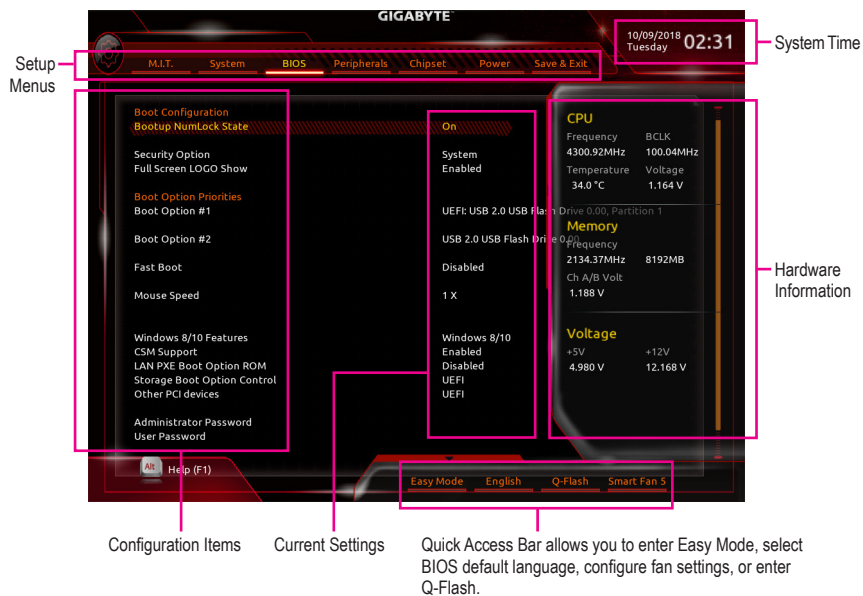 GIGABYTE™
10/09/2018
Tuesday
02:31
System Time
Setup
Menus
M.I.T. System BIOS Peripherals Chipset Power Save & Exit
Boot Configuration
Bootup NumLock State On
Security Option System
Full Screen LOGO Show Enabled
Boot Option Priorities
Boot Option #1 UEFI: USB 2.0 USB Flash Drive 0.00, Partition 1
Boot Option #2 USB 2.0 USB Flash Drive 0.00
Fast Boot Disabled
Mouse Speed 1 X
Windows 8/10 Features Windows 8/10
CSM Support Enabled
LAN PXE Boot Option ROM Disabled
Storage Boot Option Control UEFI
Other PCI devices UEFI
Administrator Password
User Password
CPU
Frequency BCLK
4300.92MHz 100.04MHz
Temperature Voltage
34.0 °C 1.164 V
Memory
Frequency
2134.37MHz 8192MB
Ch A/B Volt
1.188 V
Voltage
+5V +12V
4.980 V 12.168 V
Hardware
Information
Alt Help (F1)
Easy Mode English Q-Flash Smart Fan 5
Configuration Items
Current Settings
Quick Access Bar allows you to enter Easy Mode, select
BIOS default language, configure fan settings, or enter
Q-Flash.